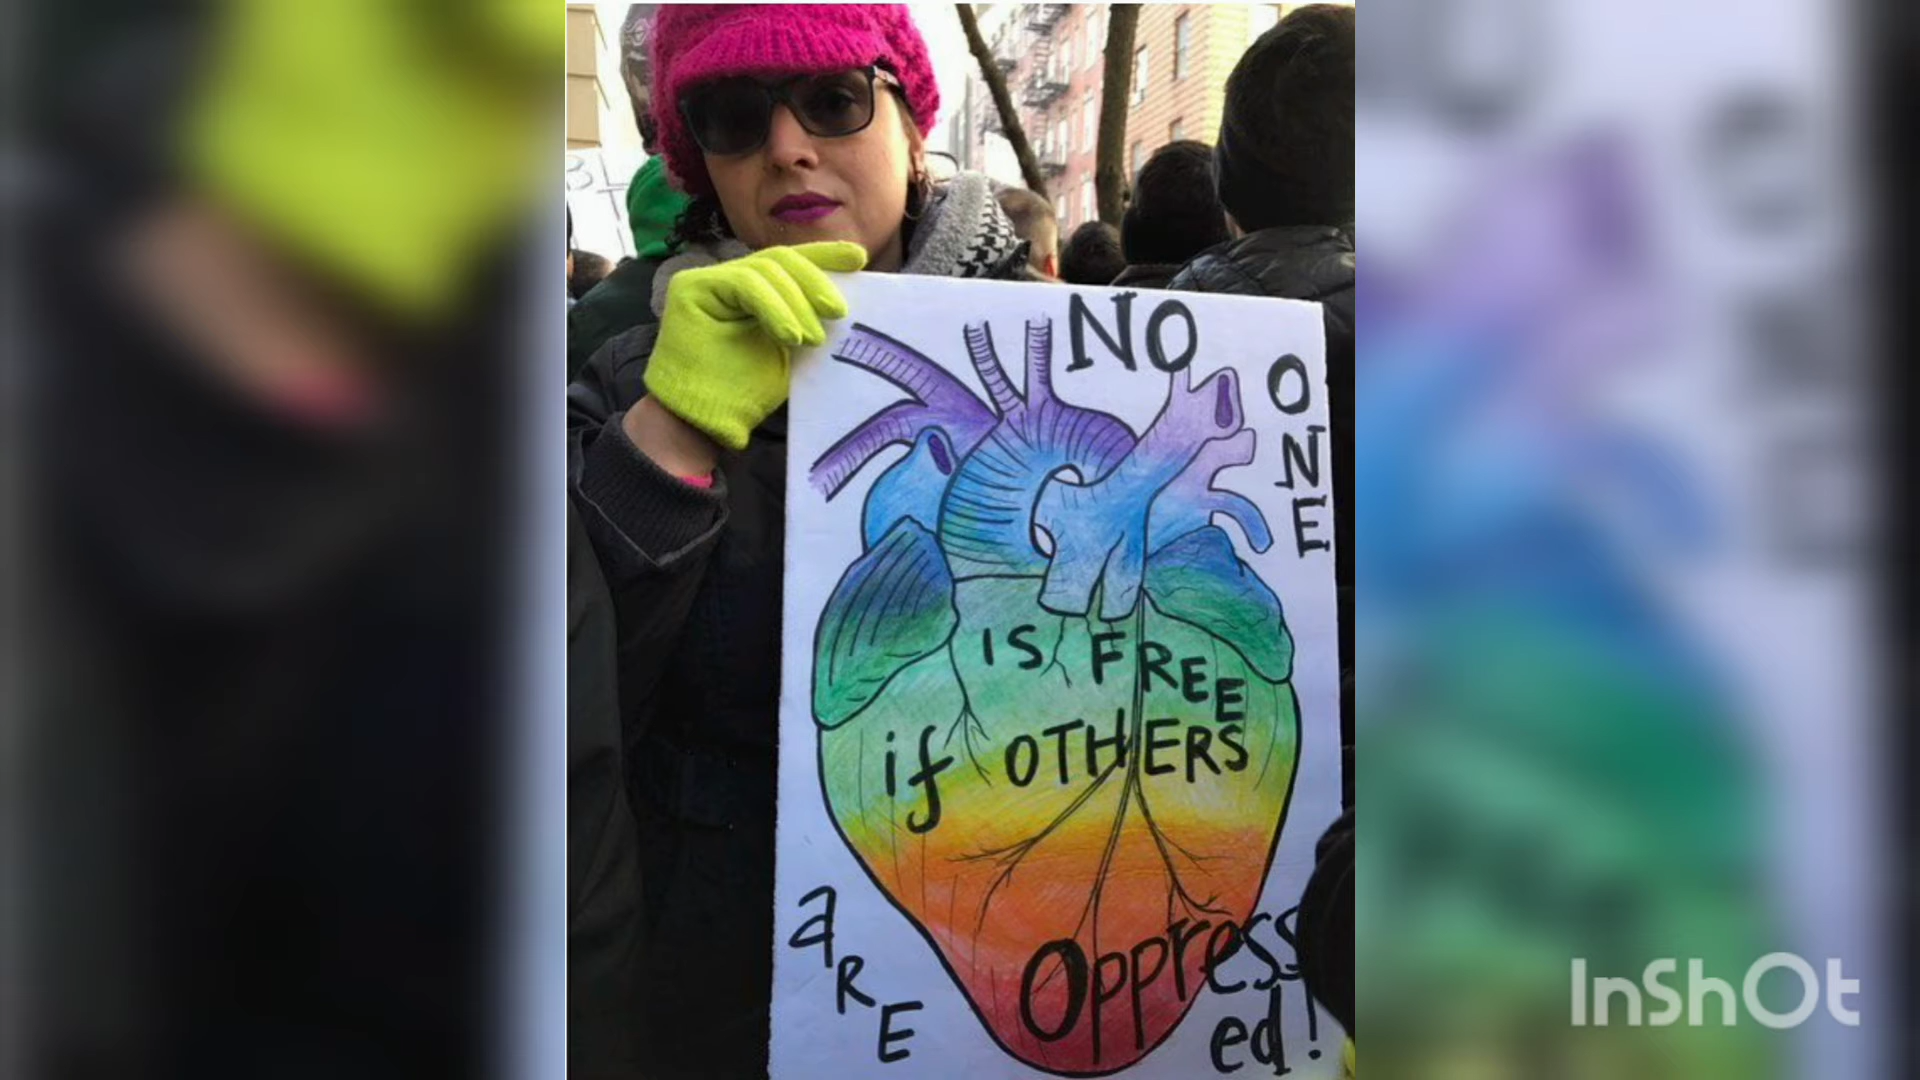 NO
ONE
IS FREE
if OTHERS
aRE
Oppress
ed!
InShOt